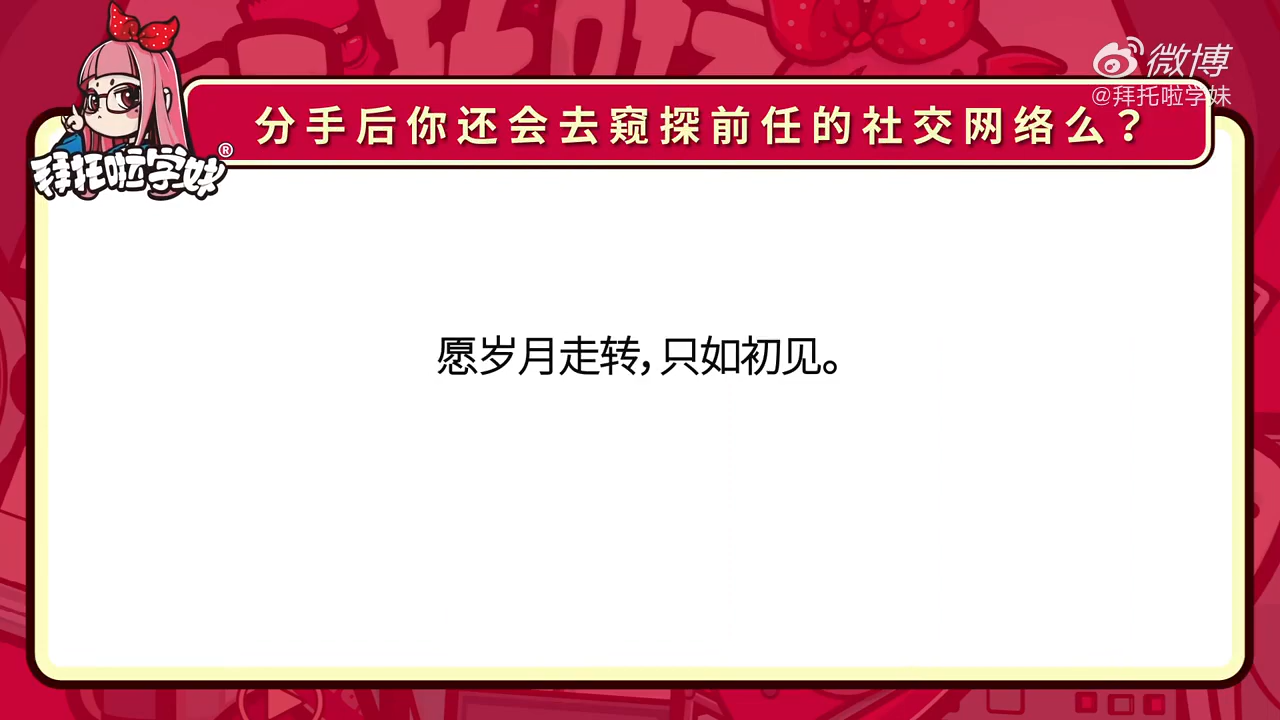 微博
@拜托啦学妹
分手后你还会去窥探前任的社交网络么？
拜托啦学妹®
愿岁月走转，只如初见。